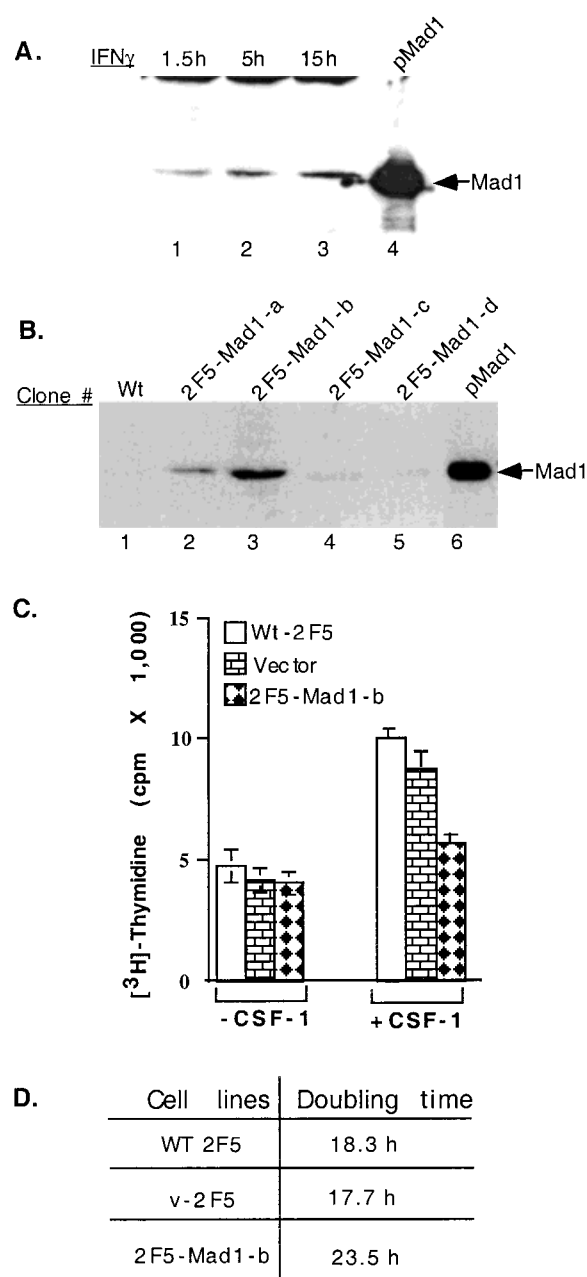 A.
IFNγ 1.5h 5h 15h pMad1
Mad1
1 2 3 4
B.
Clone # Wt 2F5-Mad1-a 2F5-Mad1-b 2F5-Mad1-c 2F5-Mad1-d pMad1
Mad1
1 2 3 4 5 6
C.
[³H]-Thymidine (cpm X 1,000)
15
10
5
0
Wt-2F5
Vector
2F5-Mad1-b
-CSF-1 +CSF-1
D.
Cell lines Doubling time
WT 2F5 18.3 h
v-2F5 17.7 h
2F5-Mad1-b 23.5 h